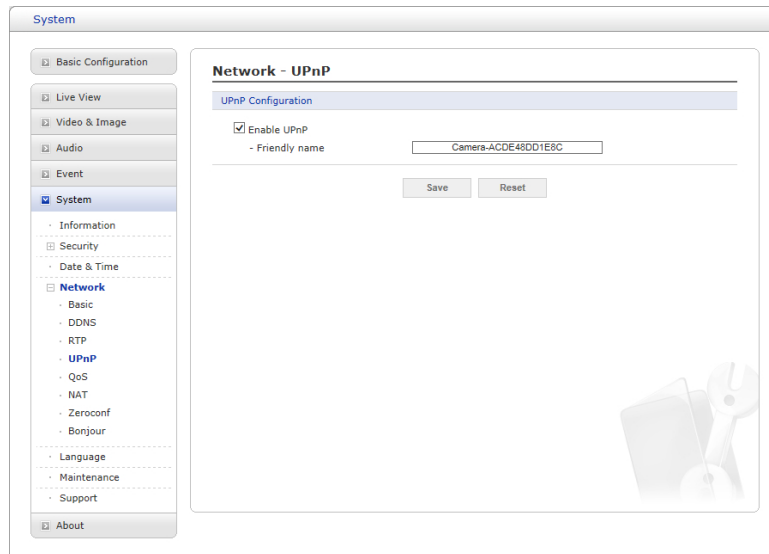 System
Basic Configuration
Live View
Video & Image
Audio
Event
System
Information
Security
Date & Time
Network
Basic
DDNS
RTP
UPnP
QoS
NAT
Zeroconf
Bonjour
Language
Maintenance
Support
About
Network - UPnP
UPnP Configuration
Enable UPnP
- Friendly name
Camera-ACDE48DD1E8C
Save
Reset